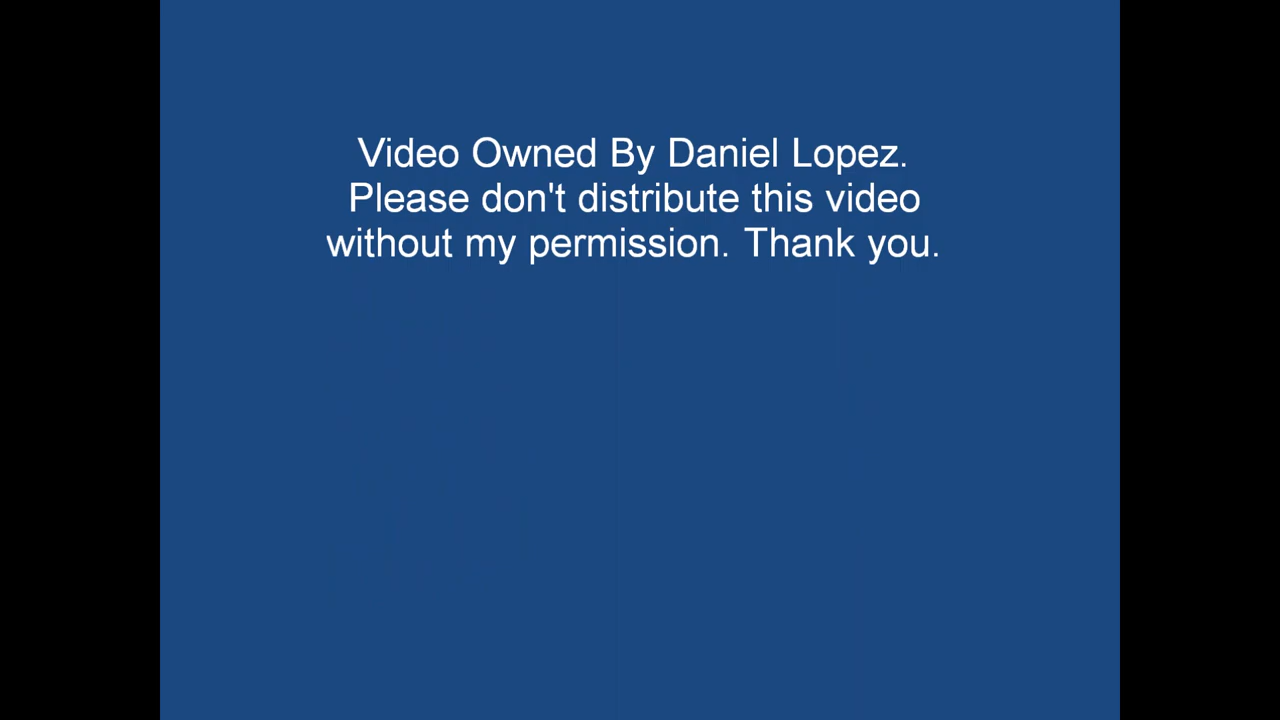 Video Owned By Daniel Lopez.
Please don't distribute this video
without my permission. Thank you.